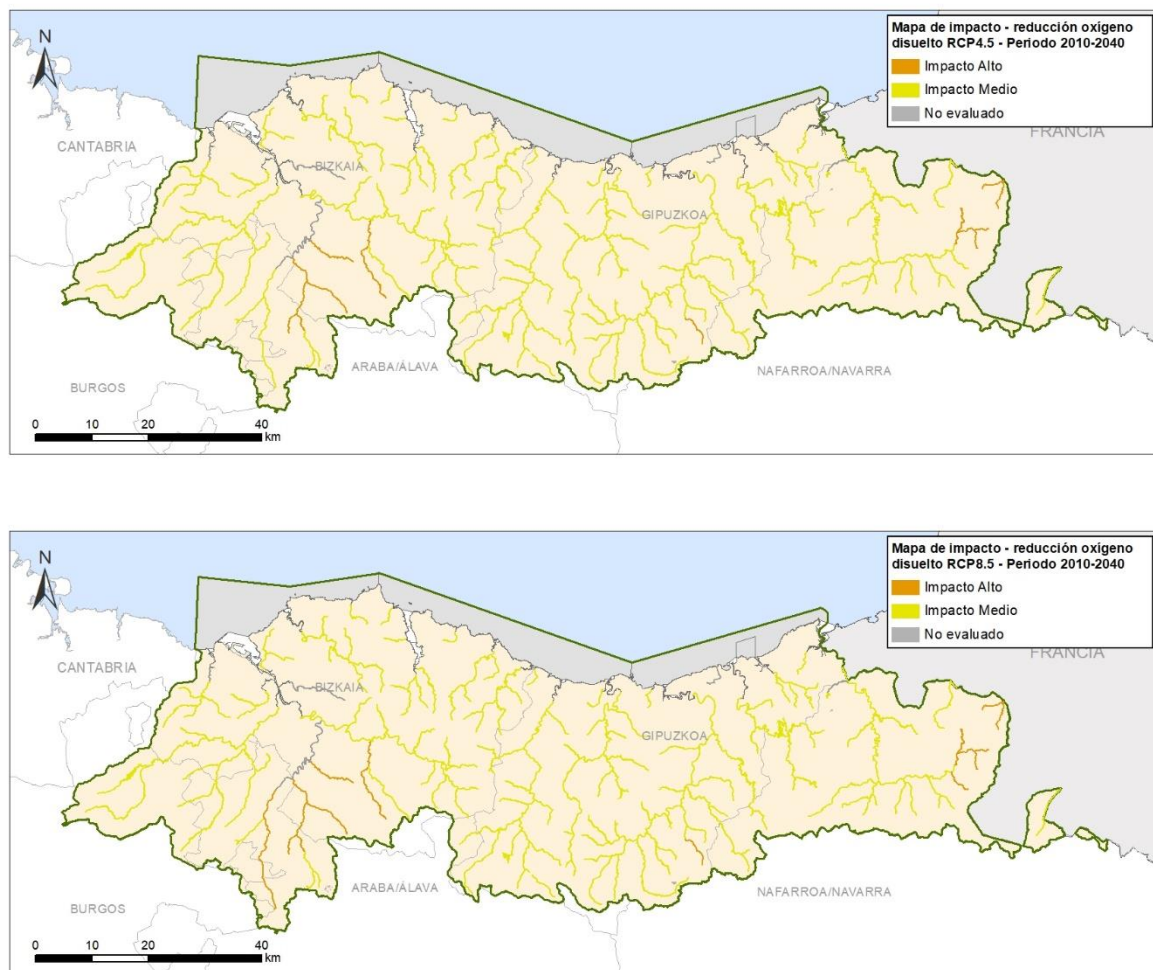 Mapa de impacto - reducción oxígeno
disuelto RCP4.5 - Periodo 2010-2040
Impacto Alto
Impacto Medio
No evaluado
N
FRANCIA
CANTABRIA
BIZKAIA
GIPUZKOA
ARABA/ÁLAVA
NAFARROA/NAVARRA
BURGOS
0 10 20 40
km
Mapa de impacto - reducción oxígeno
disuelto RCP8.5 - Periodo 2010-2040
Impacto Alto
Impacto Medio
No evaluado
N
FRANCIA
CANTABRIA
BIZKAIA
GIPUZKOA
ARABA/ÁLAVA
NAFARROA/NAVARRA
BURGOS
0 10 20 40
km